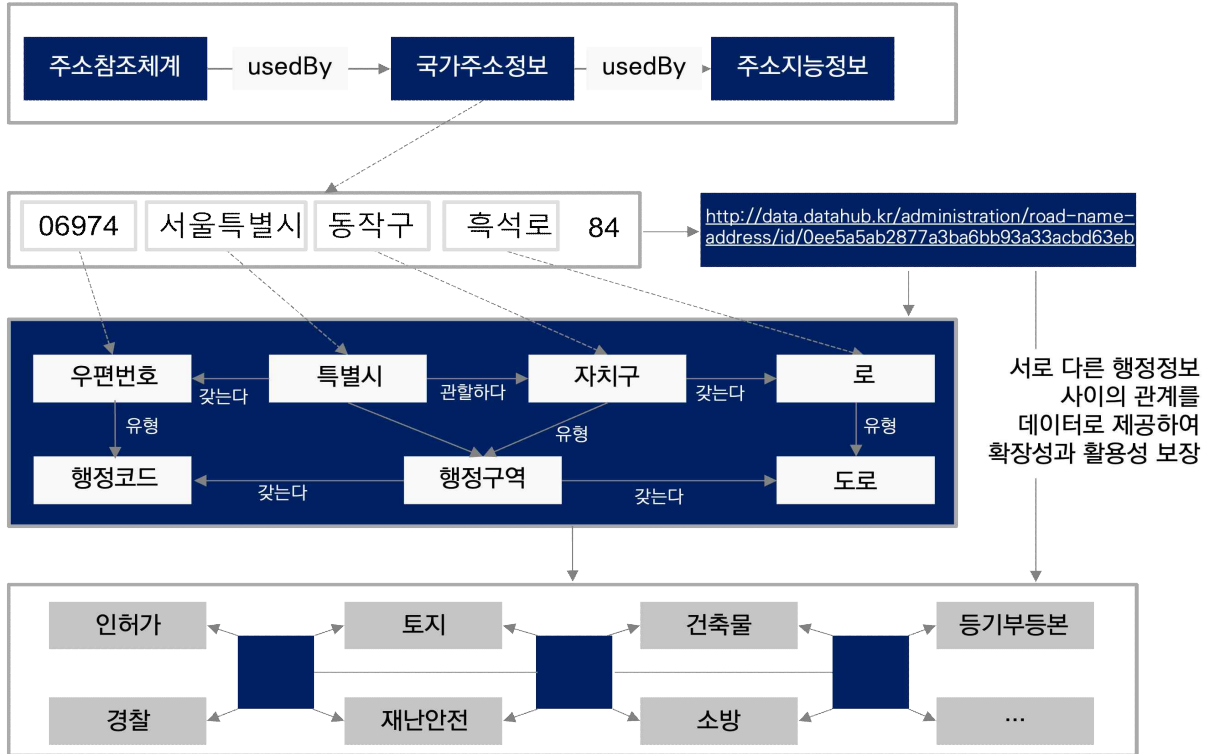 주소참조체계 usedBy 국가주소정보 usedBy 주소지능정보
06974 서울특별시 동작구 흑석로 84
http://data.datahub.kr/administration/road-name-
address/id/0ee5a5ab2877a3ba6bb93a33acbd63eb
우편번호 특별시 자치구 로
갖는다 관할하다 갖는다
유형 유형 유형
행정코드 행정구역 도로
갖는다 갖는다
서로 다른 행정정보
사이의 관계를
데이터로 제공하여
확장성과 활용성 보장
인허가 토지 건축물 등기부등본
경찰 재난안전 소방 ...